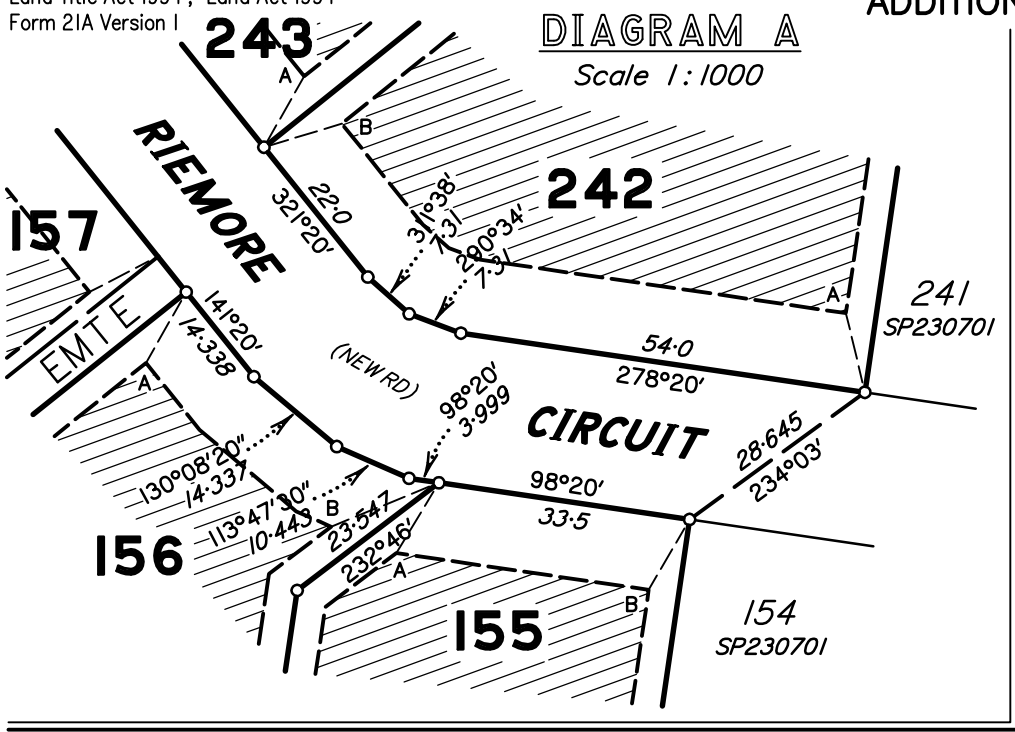 Form 21A Version 1
ADDITION
DIAGRAM A
Scale 1:1000
243
A
B
RIEMORE
242
22·0
321°20'
311°38'
7·31
290°34'
7·31
157
A
241
SP230701
EMT E
141°20'
14·338
(NEW RD)
54·0
278°20'
A
98°20'
3·999
CIRCUIT
28·645
234°03'
130°08'20"
14·337
113°47'30"
10·443
B
98°20'
33·5
23·547
232°46'
156
A
B
155
154
SP230701